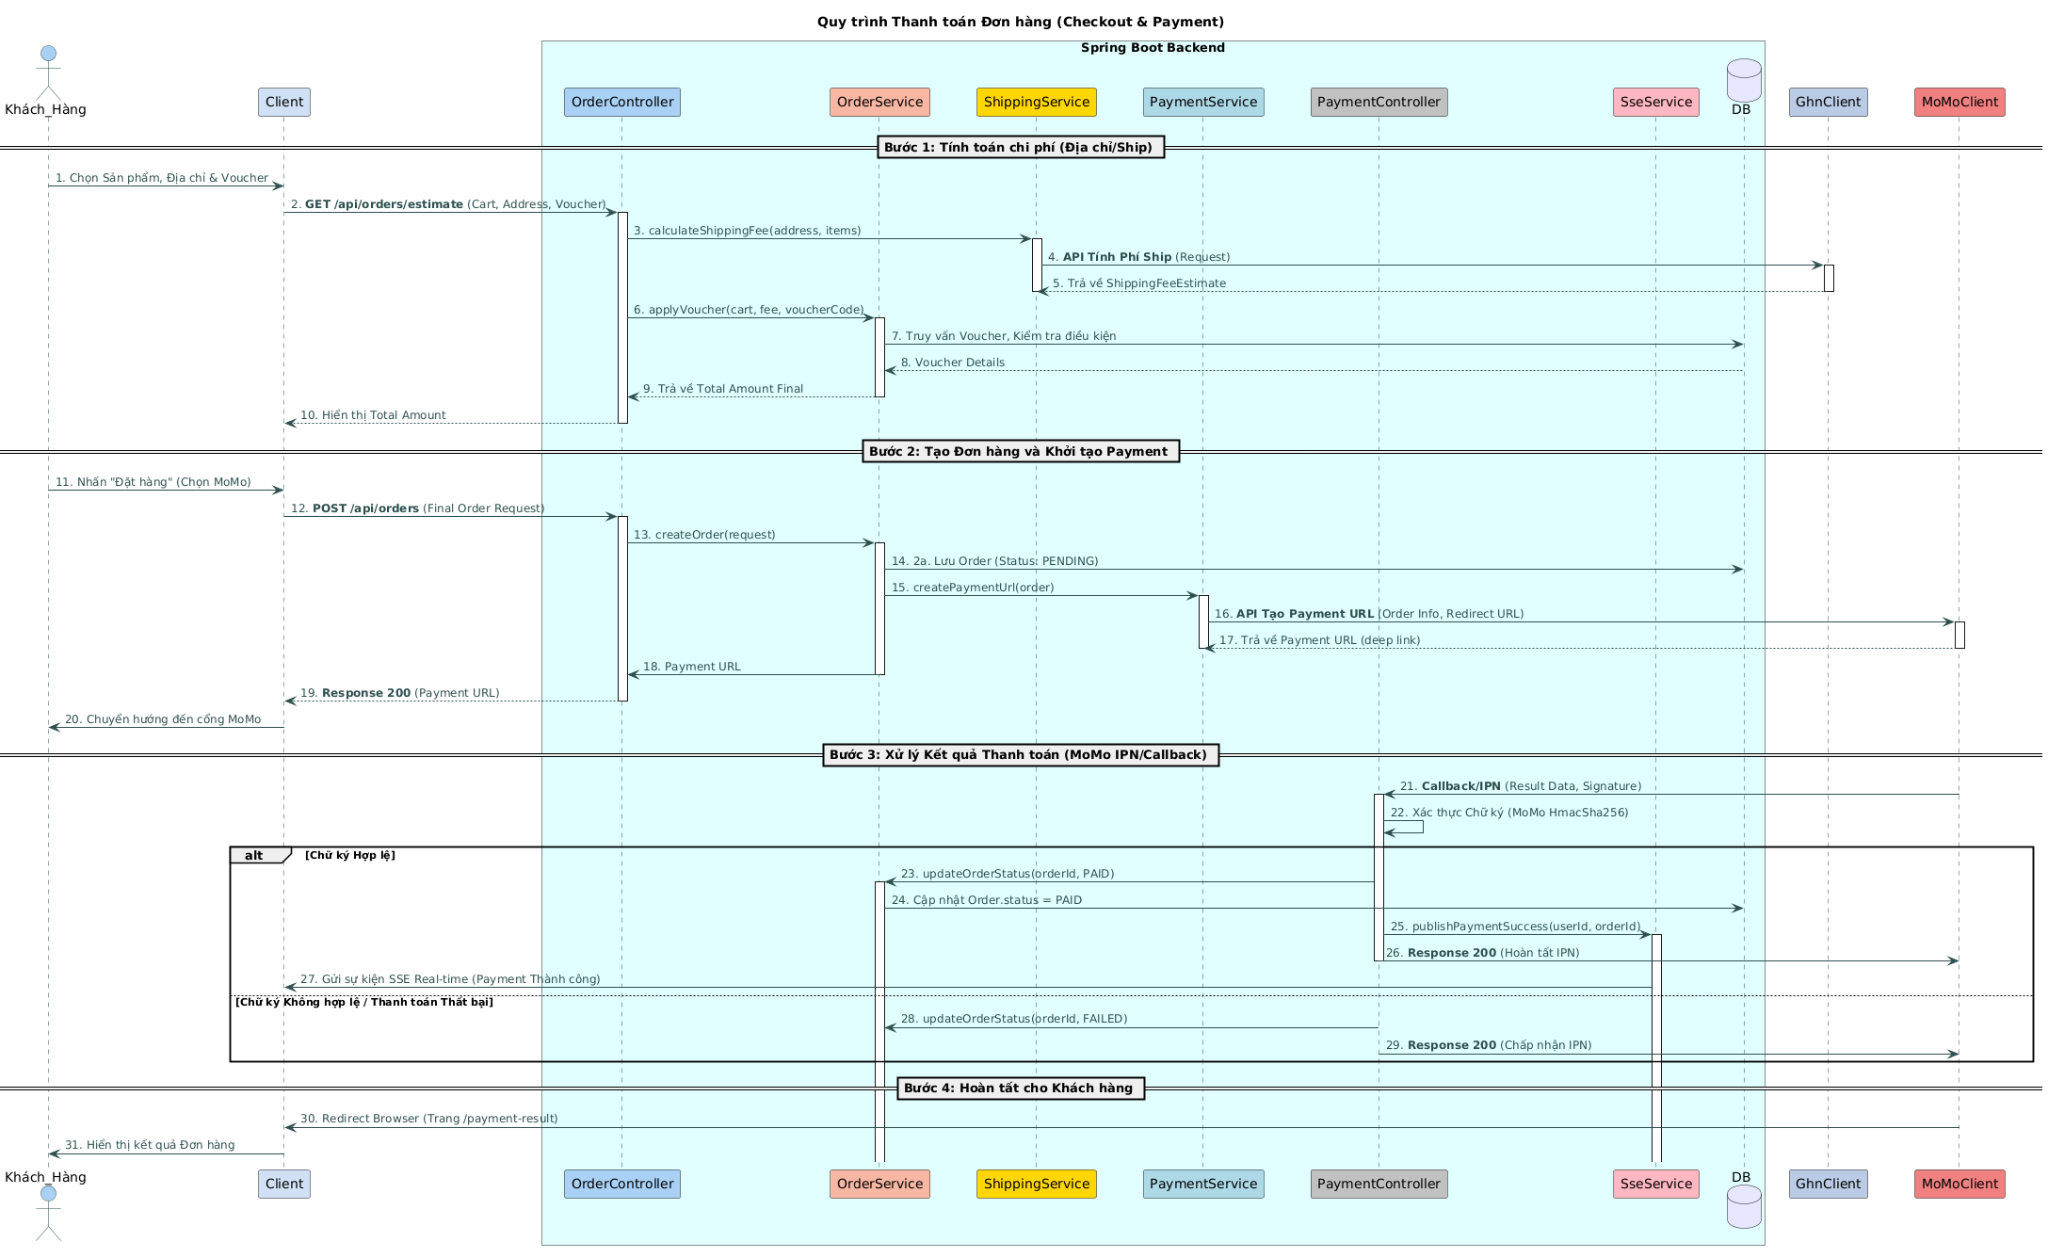 Quy trình Thanh toán Đơn hàng (Checkout & Payment)
Spring Boot Backend
Khách_Hàng
Client
OrderController
OrderService
ShippingService
PaymentService
PaymentController
SseService
DB
GhnClient
MoMoClient
Bước 1: Tính toán chi phí (Địa chỉ/Ship)
1. Chọn Sản phẩm, Địa chỉ & Voucher
2. GET /api/orders/estimate (Cart, Address, Voucher)
3. calculateShippingFee(address, items)
4. API Tính Phí Ship (Request)
5. Trả về ShippingFeeEstimate
6. applyVoucher(cart, fee, voucherCode)
7. Truy vấn Voucher, Kiểm tra điều kiện
8. Voucher Details
9. Trả về Total Amount Final
10. Hiển thị Total Amount
Bước 2: Tạo Đơn hàng và Khởi tạo Payment
11. Nhấn "Đặt hàng" (Chọn MoMo)
12. POST /api/orders (Final Order Request)
13. createOrder(request)
14. 2a. Lưu Order (Status: PENDING)
15. createPaymentUrl(order)
16. API Tạo Payment URL (Order Info, Redirect URL)
17. Trả về Payment URL (deep link)
18. Payment URL
19. Response 200 (Payment URL)
20. Chuyển hướng đến cổng MoMo
Bước 3: Xử lý Kết quả Thanh toán (MoMo IPN/Callback)
21. Callback/IPN (Result Data, Signature)
22. Xác thực Chữ ký (MoMo HmacSha256)
alt [Chữ ký Hợp lệ]
23. updateOrderStatus(orderId, PAID)
24. Cập nhật Order.status = PAID
25. publishPaymentSuccess(userId, orderId)
26. Response 200 (Hoàn tất IPN)
27. Gửi sự kiện SSE Real-time (Payment Thành công)
[Chữ ký Không hợp lệ / Thanh toán Thất bại]
28. updateOrderStatus(orderId, FAILED)
29. Response 200 (Chấp nhận IPN)
Bước 4: Hoàn tất cho Khách hàng
30. Redirect Browser (Trang /payment-result)
31. Hiển thị kết quả Đơn hàng
Khách_Hàng
Client
OrderController
OrderService
ShippingService
PaymentService
PaymentController
SseService
DB
GhnClient
MoMoClient